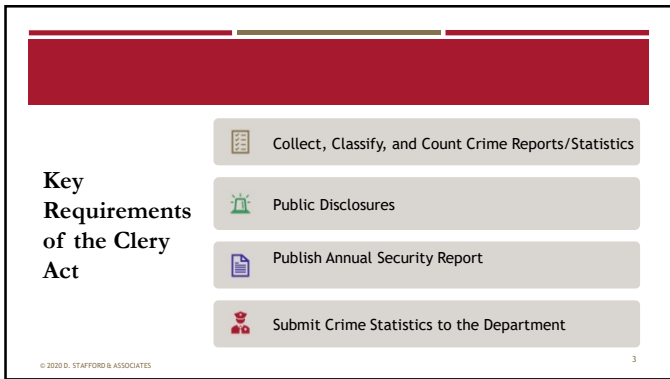 Key
Requirements
of the Clery
Act
Collect, Classify, and Count Crime Reports/Statistics
Public Disclosures
Publish Annual Security Report
Submit Crime Statistics to the Department
© 2020 D. STAFFORD & ASSOCIATES
3